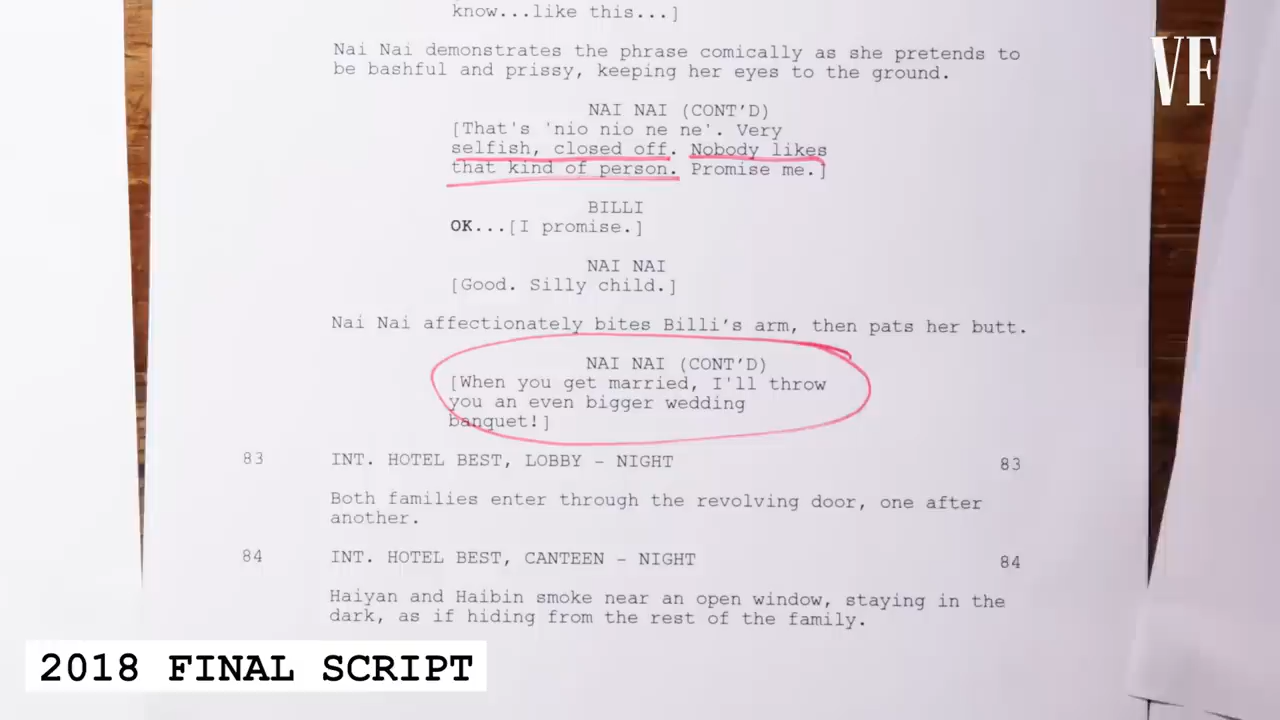 know...like this...]
VF
Nai Nai demonstrates the phrase comically as she pretends to
be bashful and prissy, keeping her eyes to the ground.
NAI NAI (CONT'D)
[That's 'nio nio ne ne'. Very
selfish, closed off. Nobody likes
that kind of person. Promise me.]
BILLI
OK...[I promise.]
NAI NAI
[Good. Silly child.]
Nai Nai affectionately bites Billi's arm, then pats her butt.
NAI NAI (CONT'D)
[When you get married, I'll throw
you an even bigger wedding
banquet!]
83 INT. HOTEL BEST, LOBBY - NIGHT 83
Both families enter through the revolving door, one after
another.
84 INT. HOTEL BEST, CANTEEN - NIGHT 84
Haiyan and Haibin smoke near an open window, staying in the
dark, as if hiding from the rest of the family.
2018 FINAL SCRIPT